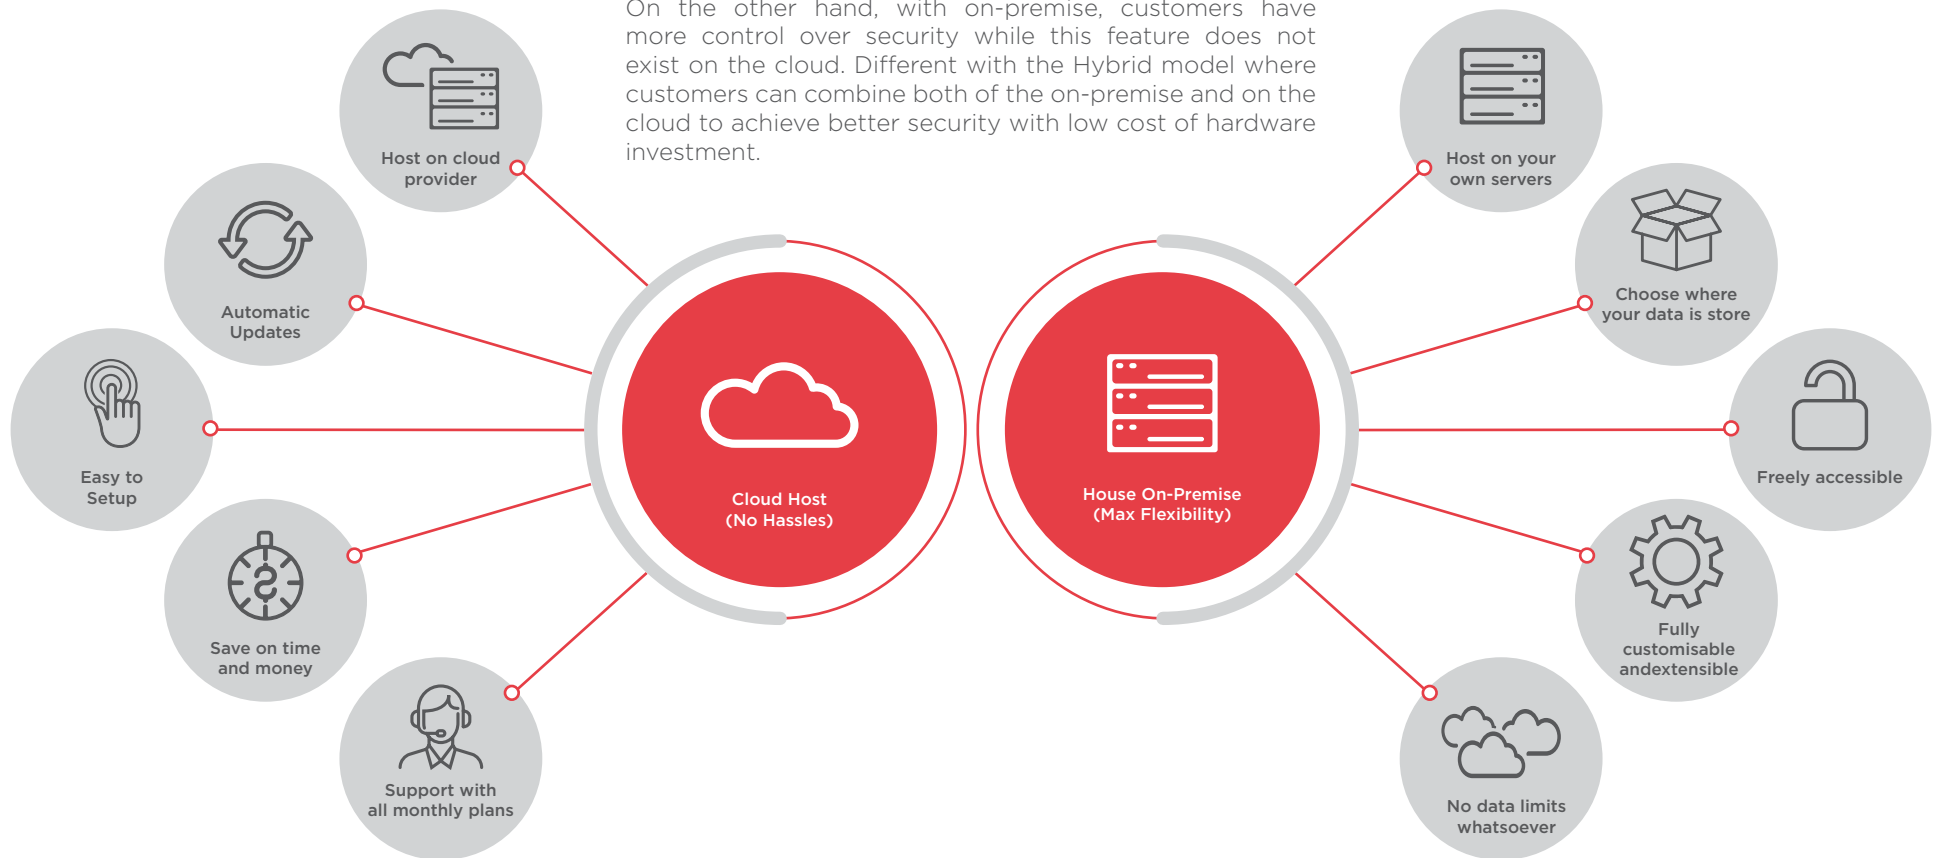 On the other hand, with on-premise, customers have
more control over security while this feature does not
exist on the cloud. Different with the Hybrid model where
customers can combine both of the on-premise and on the
cloud to achieve better security with low cost of hardware
investment.
Host on cloud
provider
Automatic
Updates
Easy to
Setup
Save on time
and money
Support with
all monthly plans
Cloud Host
(No Hassles)
House On-Premise
(Max Flexibility)
Host on your
own servers
Choose where
your data is store
Freely accessible
Fully
customisable
andextensible
No data limits
whatsoever